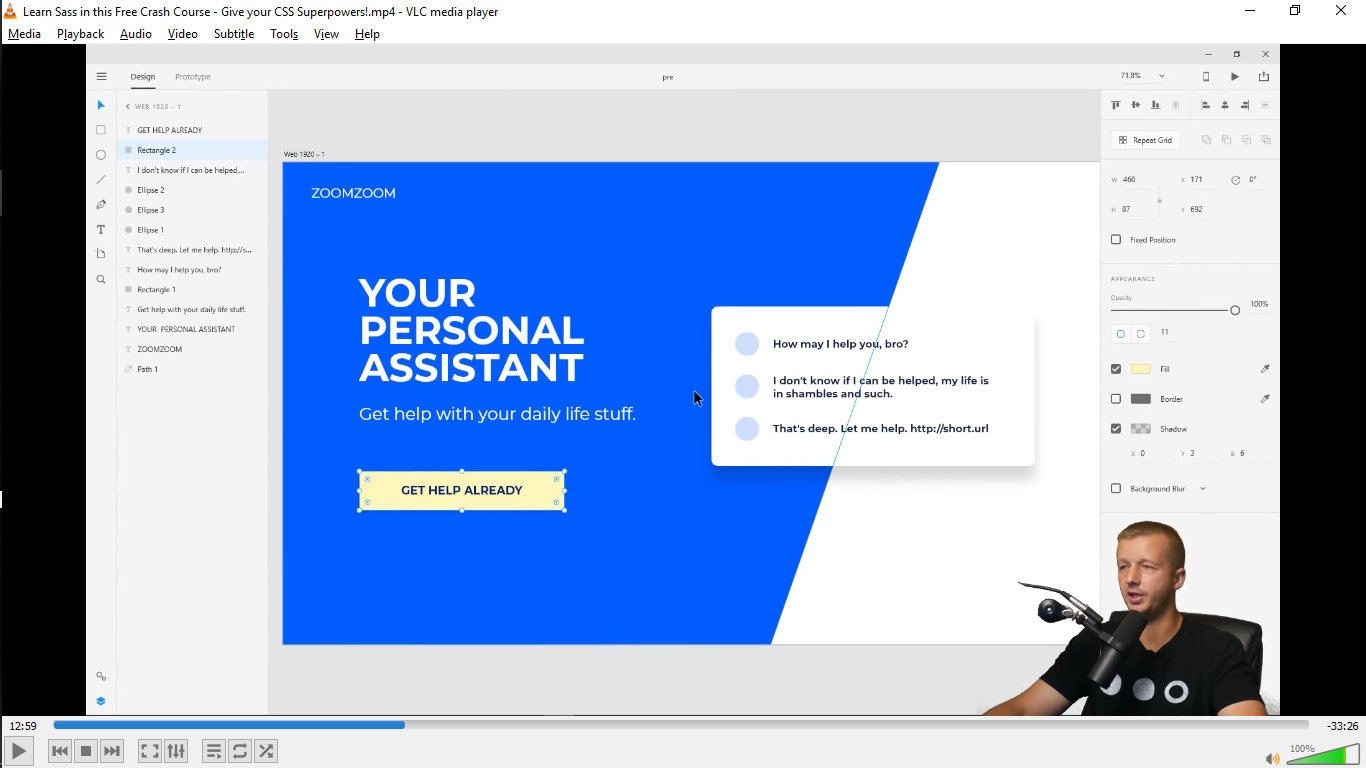 Learn Sass in this Free Crash Course - Give your CSS Superpowers!.mp4 - VLC media player
Media Playback Audio Video Subtitle Tools View Help
Design Prototype
pre
71.8%
WEB 1920 – 1
GET HELP ALREADY
Rectangle 2
I don't know if I can be helped,...
Ellipse 2
Ellipse 3
Ellipse 1
That's deep. Let me help. http://s...
How may I help you, bro?
Rectangle 1
Get help with your daily life stuff.
YOUR PERSONAL ASSISTANT
ZOOMZOOM
Path 1
Web 1920 – 1
ZOOMZOOM
YOUR
PERSONAL
ASSISTANT
Get help with your daily life stuff.
GET HELP ALREADY
How may I help you, bro?
I don't know if I can be helped, my life is
in shambles and such.
That's deep. Let me help. http://short.url
Repeat Grid
W 460 X 171 0°
H 87 Y 692
Fixed Position
APPEARANCE
Opacity
100%
11
Fill
Border
Shadow
X 0 Y 3 B 6
Background Blur
12:59
-33:26
100%